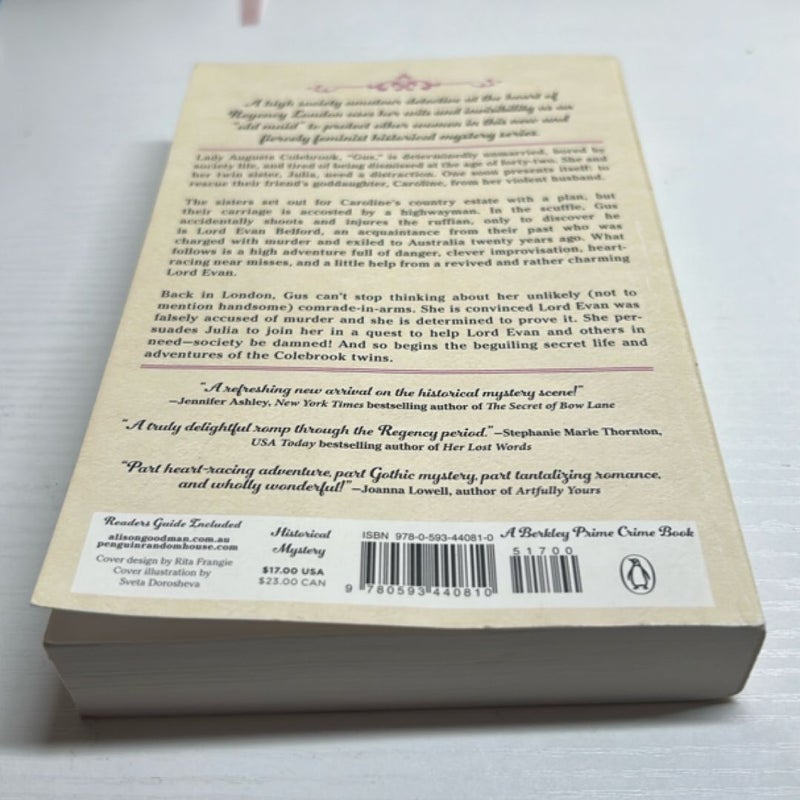 A high society amateur detective at the heart of
Regency London uses her wits and invisibility as an
"old maid" to protect other women in this new and
fiercely feminist historical mystery series.
Lady Augusta Colebrook, "Gus," is determinedly unmarried, bored by
society life, and tired of being dismissed at the age of forty-two. She and
her twin sister, Julia, need a distraction. One soon presents itself: to
rescue their friend's goddaughter, Caroline, from her violent husband.
The sisters set out for Caroline's country estate with a plan, but
their carriage is accosted by a highwayman. In the scuffle, Gus
accidentally shoots and injures the ruffian, only to discover he
is Lord Evan Belford, an acquaintance from their past who was
charged with murder and exiled to Australia twenty years ago. What
follows is a high adventure full of danger, clever improvisation, heart-
racing near misses, and a little help from a revived and rather charming
Lord Evan.
Back in London, Gus can't stop thinking about her unlikely (not to
mention handsome) comrade-in-arms. She is convinced Lord Evan was
falsely accused of murder and she is determined to prove it. She per-
suades Julia to join her in a quest to help Lord Evan and others in
need—society be damned! And so begins the beguiling secret life and
adventures of the Colebrook twins.
"A refreshing new arrival on the historical mystery scene!"
—Jennifer Ashley, New York Times bestselling author of The Secret of Bow Lane
"A truly delightful romp through the Regency period."—Stephanie Marie Thornton,
USA Today bestselling author of Her Lost Words
"Part heart-racing adventure, part Gothic mystery, part tantalizing romance,
and wholly wonderful!"—Joanna Lowell, author of Artfully Yours
Readers Guide Included
alisongoodman.com.au
penguinrandomhouse.com
Cover design by Rita Frangie
Cover illustration by
Sveta Dorosheva
Historical
Mystery
$17.00 USA
$23.00 CAN
ISBN 978-0-593-44081-0
9 780593 440810
51700
A Berkley Prime Crime Book